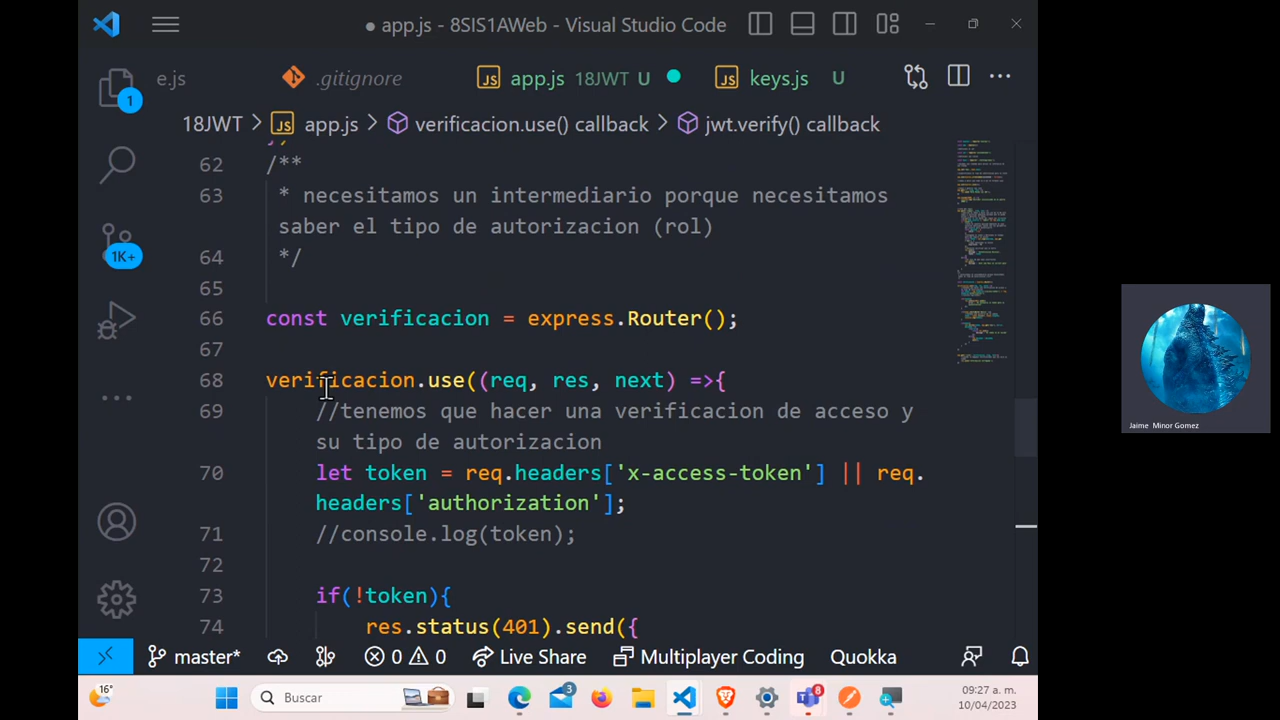 ● app.js - 8SIS1AWeb - Visual Studio Code
e.js
.gitignore
JS app.js 18JWT U
JS keys.js U
1
18JWT > JS app.js > verificacion.use() callback > jwt.verify() callback
62 /**
63 * necesitamos un intermediario porque necesitamos
saber el tipo de autorizacion (rol)
64 */
65
66 const verificacion = express.Router();
67
68 verificacion.use((req, res, next) =>{
69 //tenemos que hacer una verificacion de acceso y
su tipo de autorizacion
70 let token = req.headers['x-access-token'] || req.
headers['authorization'];
71 //console.log(token);
72
73 if(!token){
74 res.status(401).send({
1K+
Jaime Minor Gomez
master* 0 0 Live Share Multiplayer Coding Quokka
16°
Buscar
3
8
09:27 a. m.
10/04/2023